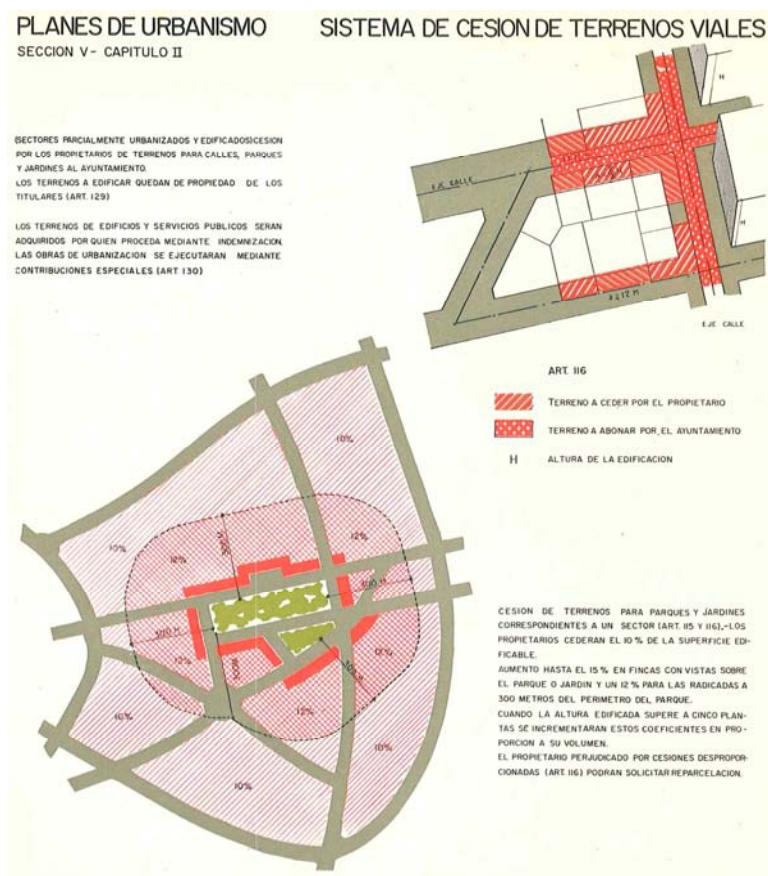 PLANES DE URBANISMO
SISTEMA DE CESION DE TERRENOS VIALES
SECCION V - CAPITULO II
(SECTORES PARCIALMENTE URBANIZADOS Y EDIFICADOS) CESION
POR LOS PROPIETARIOS DE TERRENOS PARA CALLES, PARQUES
Y JARDINES AL AYUNTAMIENTO.
LOS TERRENOS A EDIFICAR QUEDAN DE PROPIEDAD DE LOS
TITULARES (ART. 129)
LOS TERRENOS DE EDIFICIOS Y SERVICIOS PUBLICOS SERAN
ADQUIRIDOS POR QUIEN PROCEDA MEDIANTE INDEMNIZACION.
LAS OBRAS DE URBANIZACION SE EJECUTARAN MEDIANTE
CONTRIBUCIONES ESPECIALES (ART 130)
H
EJE CALLE
H
12 M
EJE CALLE
ART. 116
TERRENO A CEDER POR EL PROPIETARIO
TERRENO A ABONAR POR EL AYUNTAMIENTO
H ALTURA DE LA EDIFICACION
10%
10%
12%
300 M
12%
300 M
300 M
12%
300 M
300 M
12%
12%
10%
10%
10%
CESION DE TERRENOS PARA PARQUES Y JARDINES
CORRESPONDIENTES A UN SECTOR (ART. 115 Y 116).-LOS
PROPIETARIOS CEDERAN EL 10 % DE LA SUPERFICIE EDI-
FICABLE.
AUMENTO HASTA EL 15 % EN FINCAS CON VISTAS SOBRE
EL PARQUE O JARDIN Y UN 12 % PARA LAS RADICADAS A
300 METROS DEL PERIMETRO DEL PARQUE.
CUANDO LA ALTURA EDIFICADA SUPERE A CINCO PLAN-
TAS SE INCREMENTARAN ESTOS COEFICIENTES EN PRO-
PORCION A SU VOLUMEN.
EL PROPIETARIO PERJUDICADO POR CESIONES DESPROPOR-
CIONADAS (ART. 116) PODRAN SOLICITAR REPARCELACION.